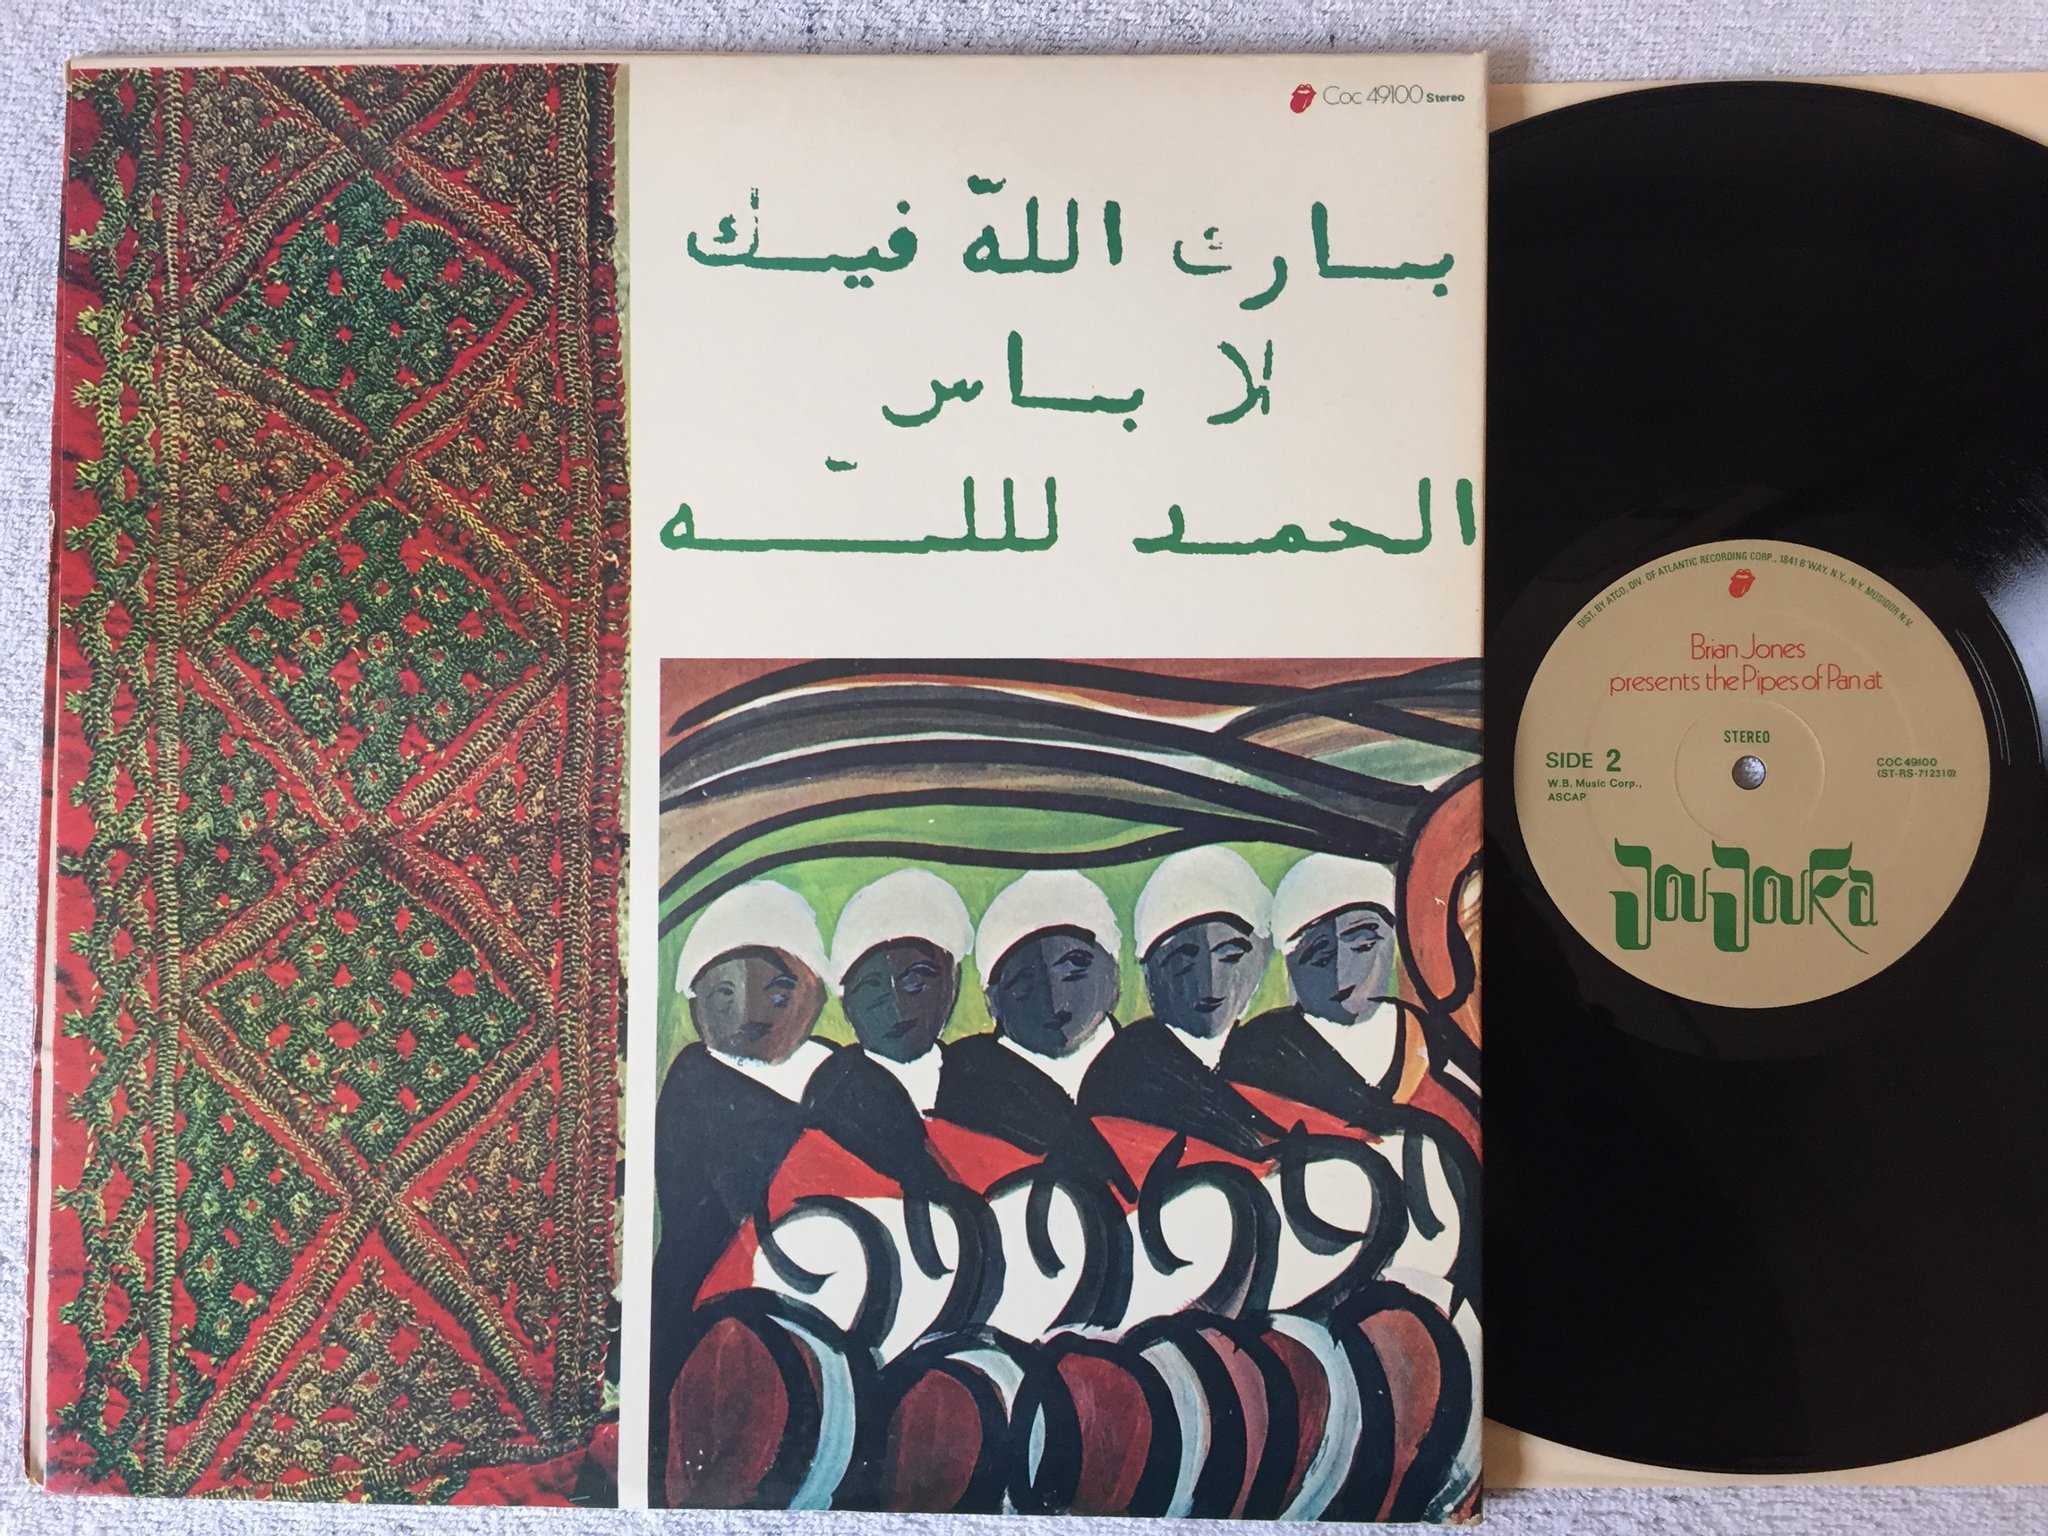 Coc 49100 Stereo
بارك اللّه فيك
لا باس
الحمد لللّه
DIST. BY ATCO, DIV. OF ATLANTIC RECORDING CORP., 1841 B'WAY, N.Y., N.Y. MUSIDOR N.V.
Brian Jones
presents the Pipes of Pan at
STEREO
SIDE 2
W.B. Music Corp.,
ASCAP
COC 49100
(ST-RS-712310)
JouJouKa